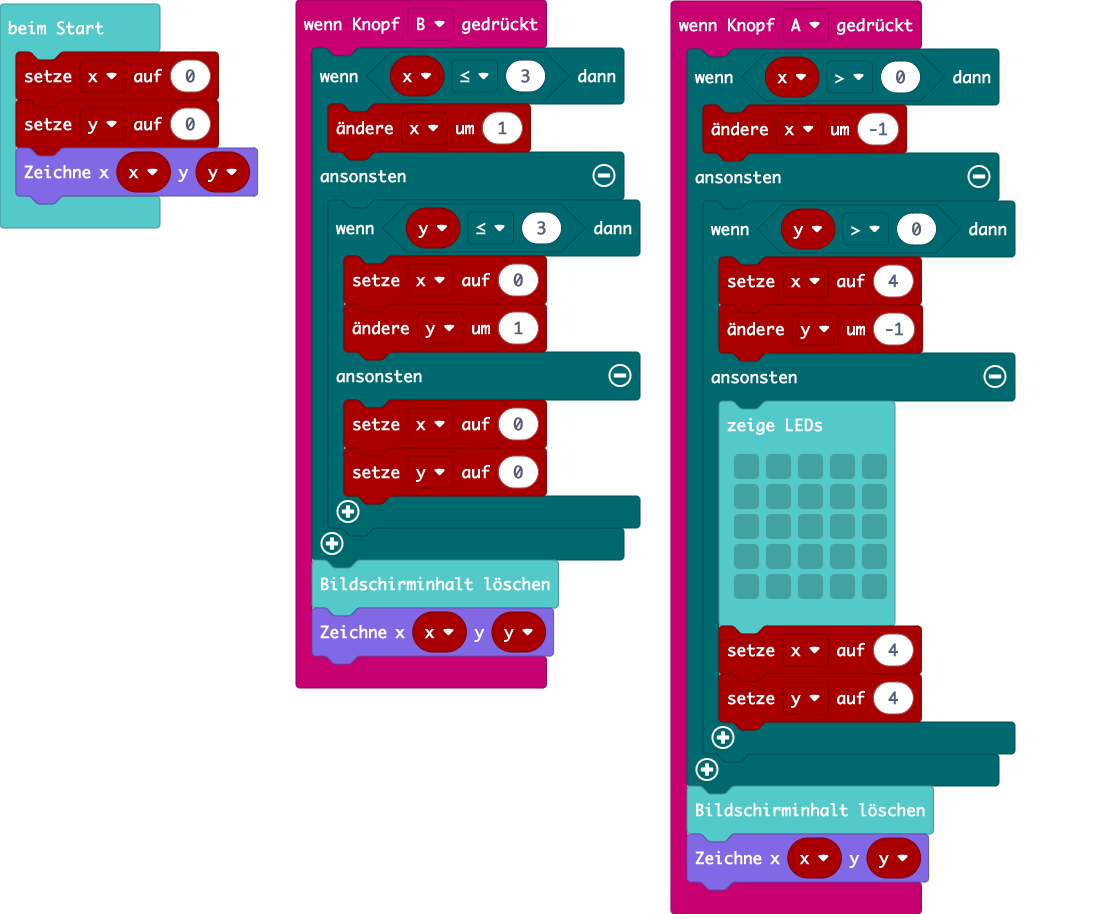 beim Start
setze x auf 0
setze y auf 0
Zeichne x x y y
wenn Knopf B gedrückt
wenn x ≤ 3 dann
ändere x um 1
ansonsten
wenn y ≤ 3 dann
setze x auf 0
ändere y um 1
ansonsten
setze x auf 0
setze y auf 0
Bildschirminhalt löschen
Zeichne x x y y
wenn Knopf A gedrückt
wenn x > 0 dann
ändere x um -1
ansonsten
wenn y > 0 dann
setze x auf 4
ändere y um -1
ansonsten
zeige LEDs
setze x auf 4
setze y auf 4
Bildschirminhalt löschen
Zeichne x x y y